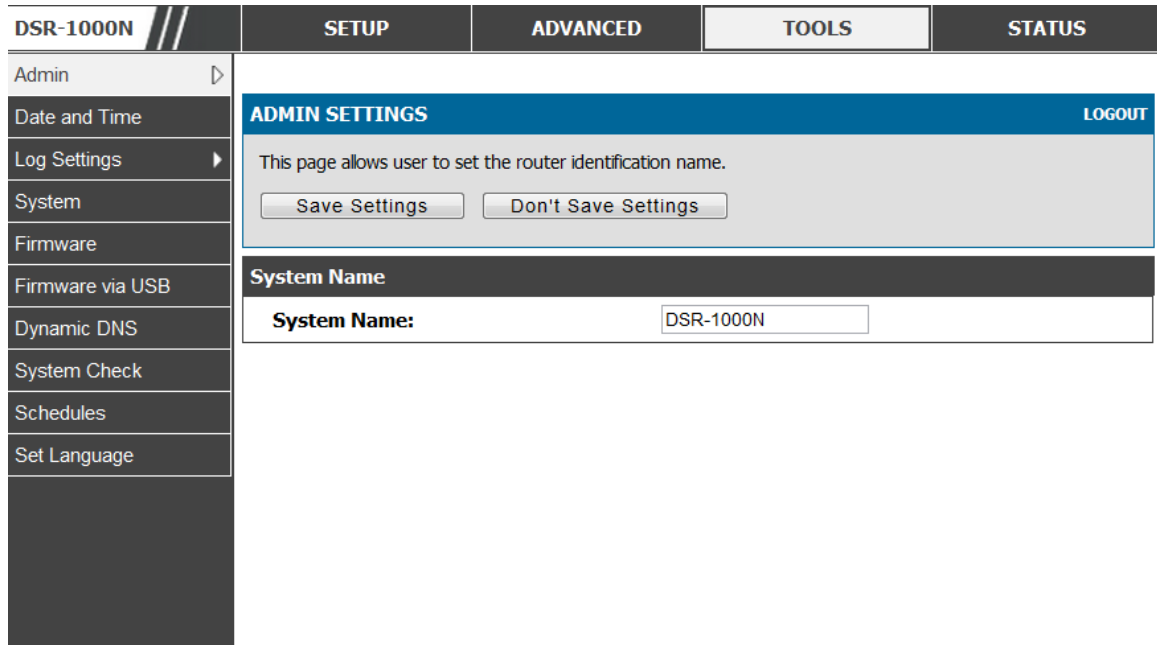 DSR-1000N SETUP ADVANCED TOOLS STATUS
Admin
Date and Time
Log Settings
System
Firmware
Firmware via USB
Dynamic DNS
System Check
Schedules
Set Language
ADMIN SETTINGS LOGOUT
This page allows user to set the router identification name.
Save Settings Don't Save Settings
System Name
System Name: DSR-1000N